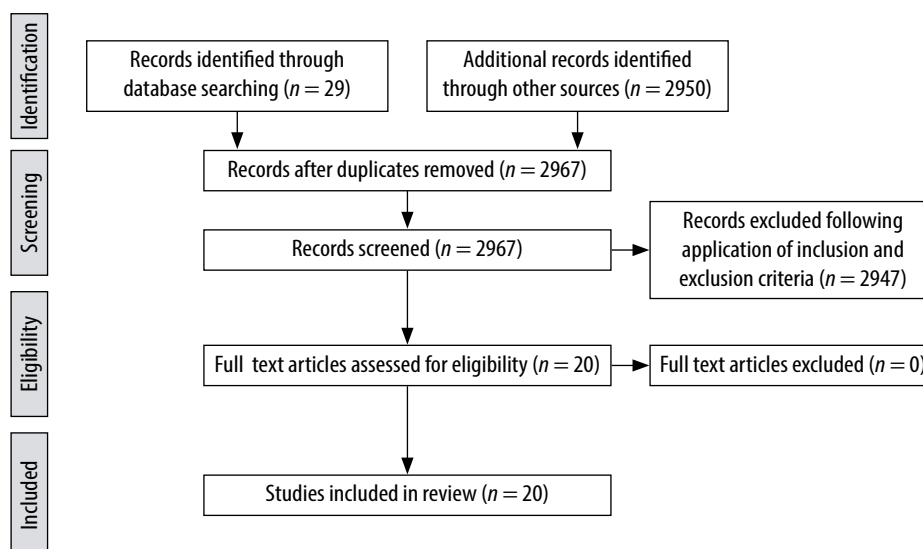 Identification
Records identified through
database searching (n = 29)
Additional records identified
through other sources (n = 2950)
Screening
Records after duplicates removed (n = 2967)
Records screened (n = 2967)
Records excluded following
application of inclusion and
exclusion criteria (n = 2947)
Eligibility
Full text articles assessed for eligibility (n = 20)
Full text articles excluded (n = 0)
Included
Studies included in review (n = 20)